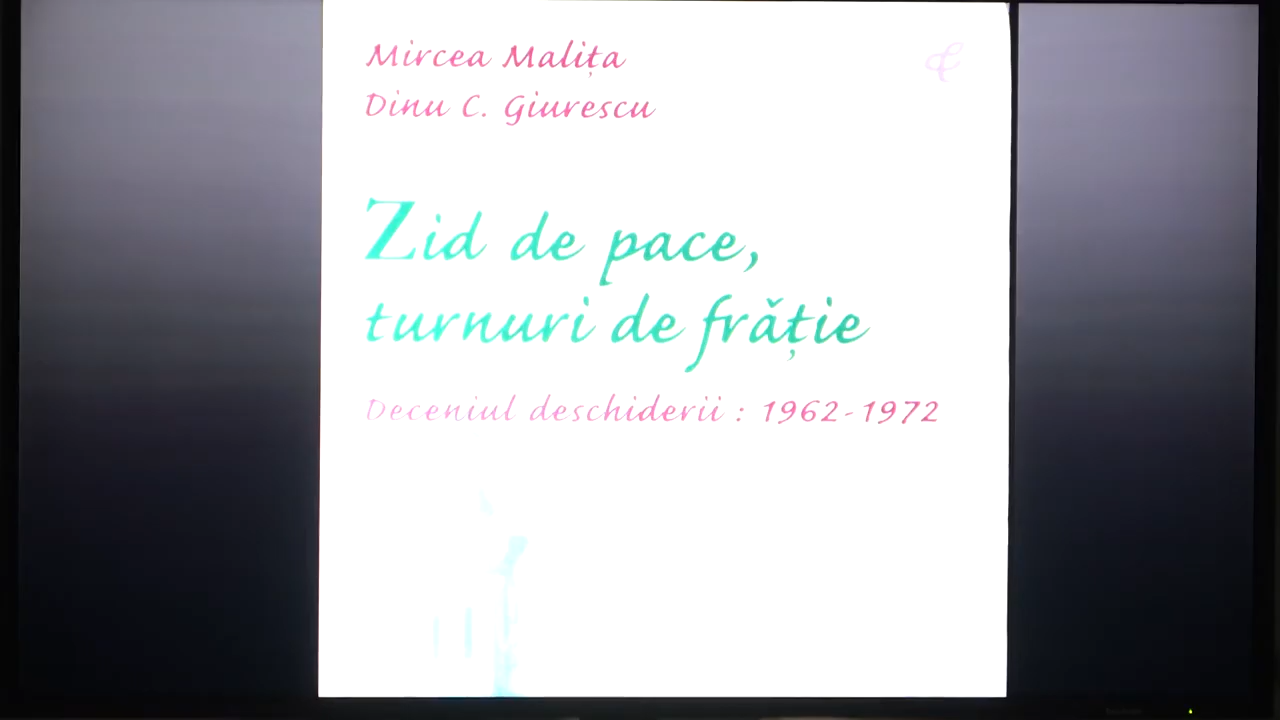 Mircea Malița
Dinu C. Giurescu
Zid de pace,
turnuri de frăție
Deceniul deschiderii : 1962-1972